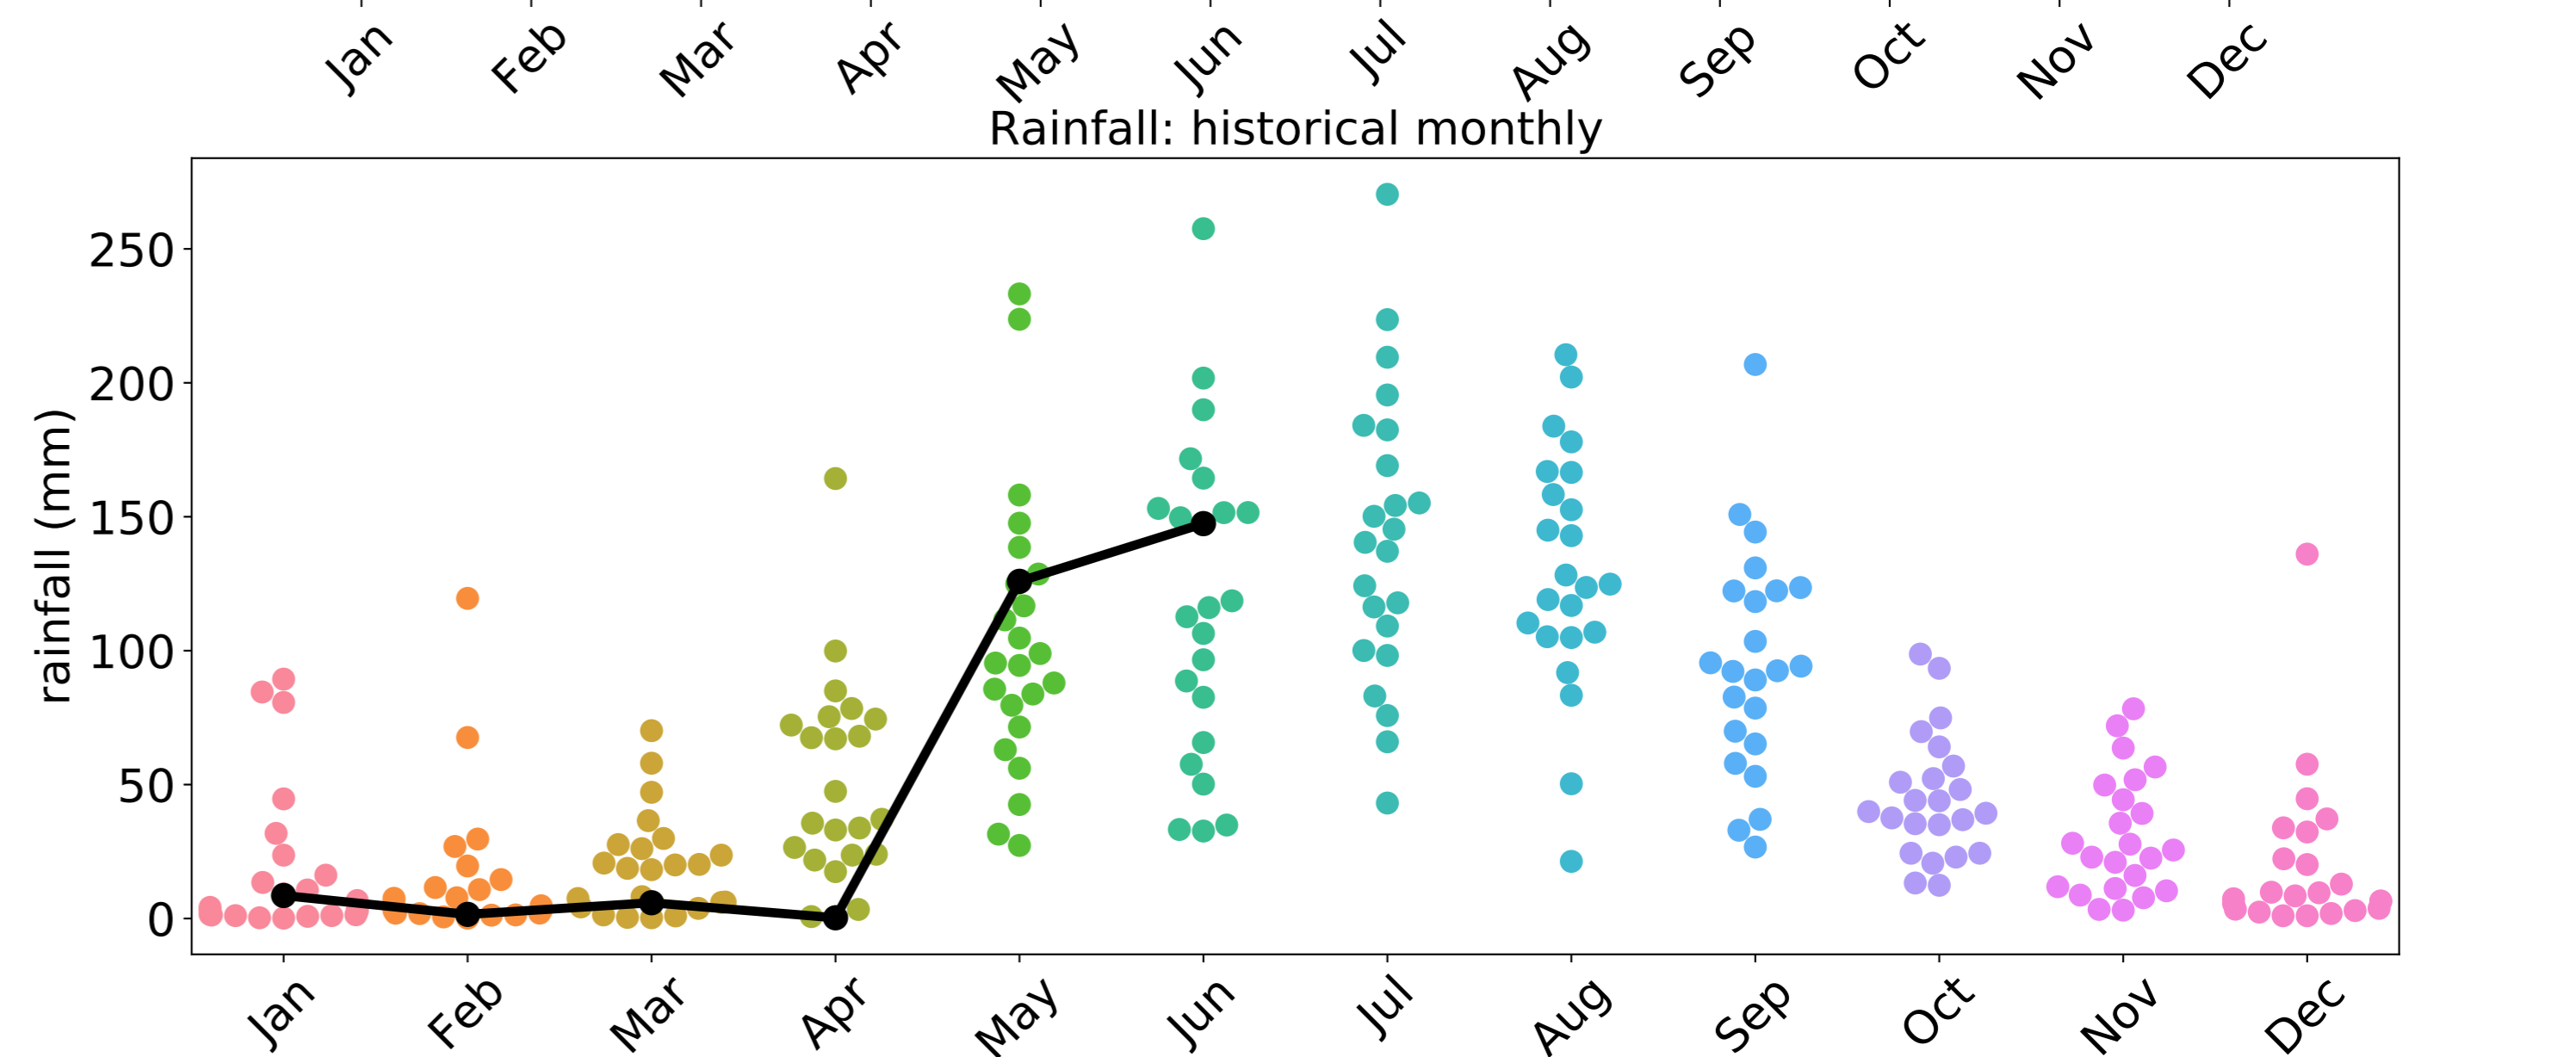 Jan Feb Mar Apr May Jun Jul Aug Sep Oct Nov Dec
Rainfall: historical monthly
rainfall (mm)
250
200
150
100
50
0
Jan Feb Mar Apr May Jun Jul Aug Sep Oct Nov Dec